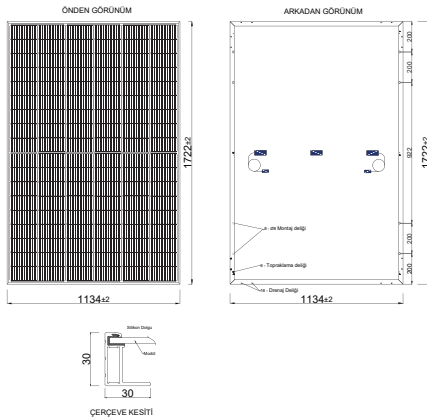 ÖNDEN GÖRÜNÜM
ARKADAN GÖRÜNÜM
1722±2
1134±2
200
200
922
200
200
1722±2
Montaj deliği
Topraklama deliği
Drenaj Deliği
1134±2
Silikon Dolgu
Modül
30
30
ÇERÇEVE KESİTİ